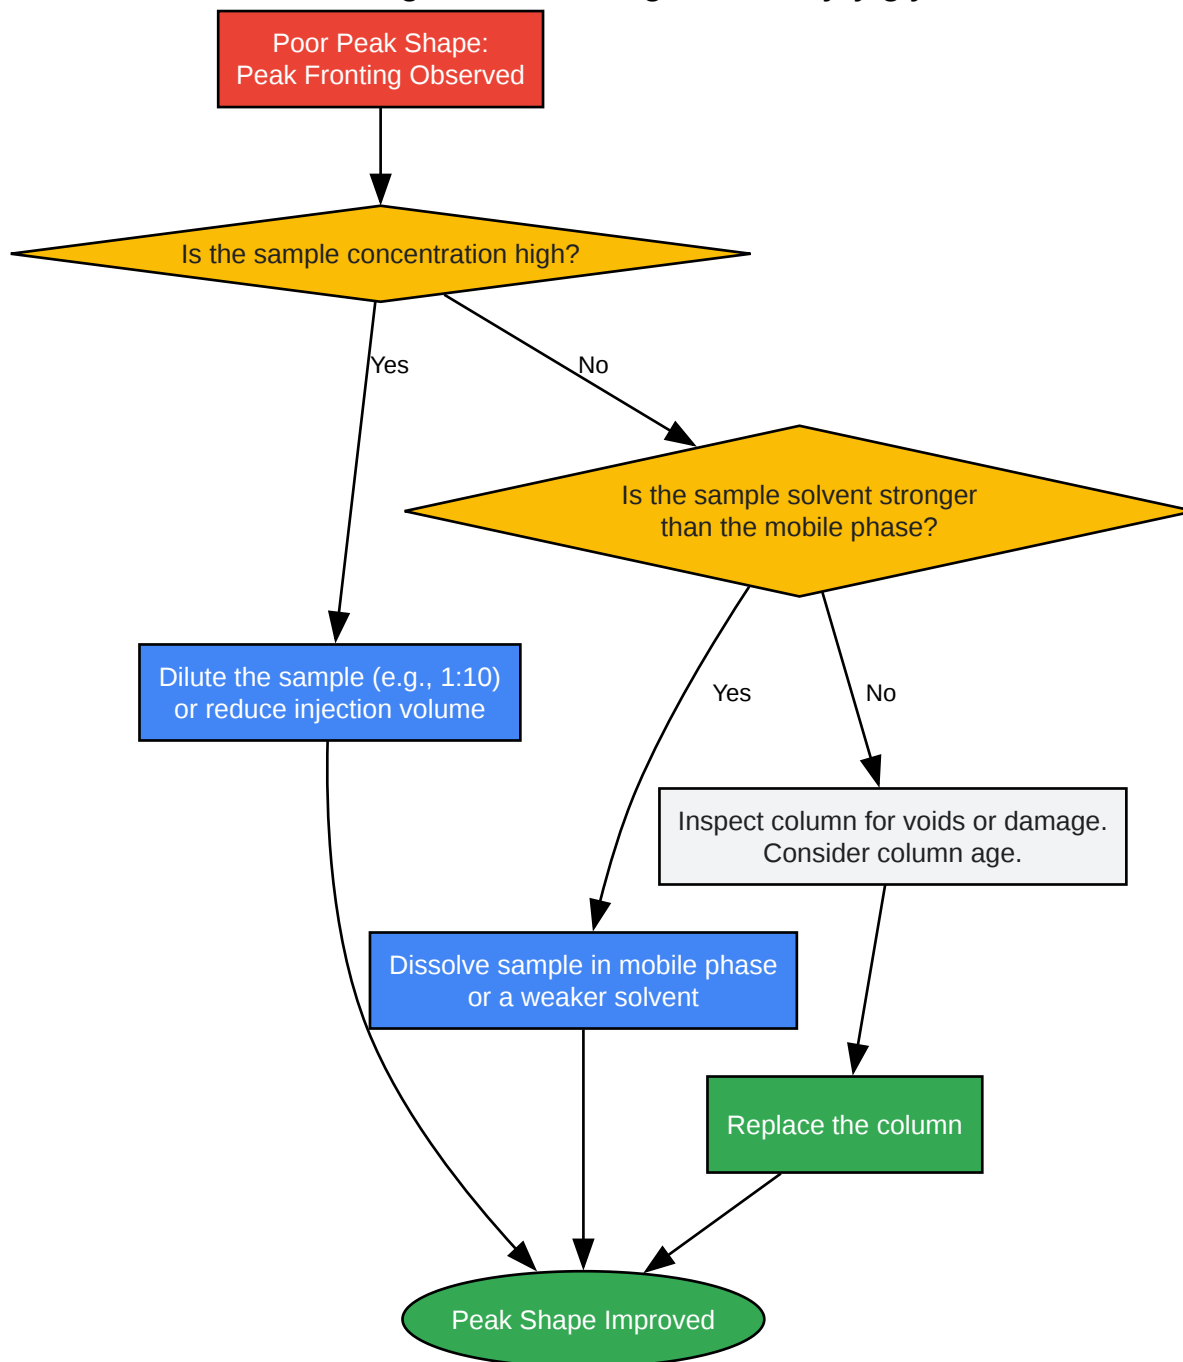 Poor Peak Shape:
Peak Fronting Observed
Is the sample concentration high?
Yes
No
Is the sample solvent stronger
than the mobile phase?
Dilute the sample (e.g., 1:10)
or reduce injection volume
Yes
No
Inspect column for voids or damage.
Consider column age.
Dissolve sample in mobile phase
or a weaker solvent
Replace the column
Peak Shape Improved